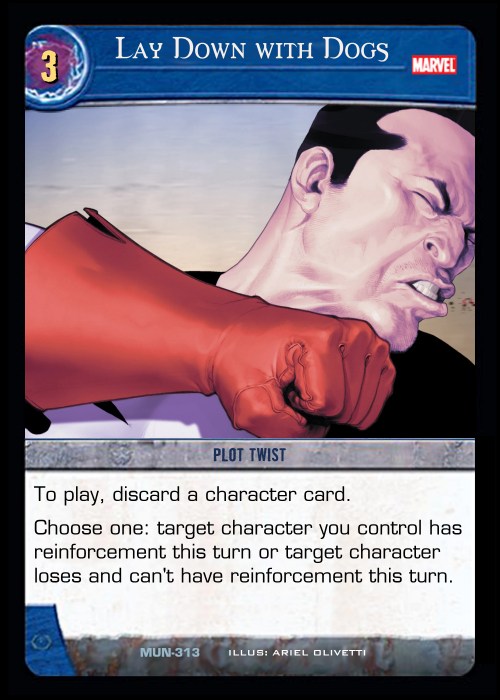 3
Lay Down with Dogs
MARVEL
PLOT TWIST
To play, discard a character card.
Choose one: target character you control has
reinforcement this turn or target character
loses and can't have reinforcement this turn.
MUN-313 ILLUS: ARIEL OLIVETTI